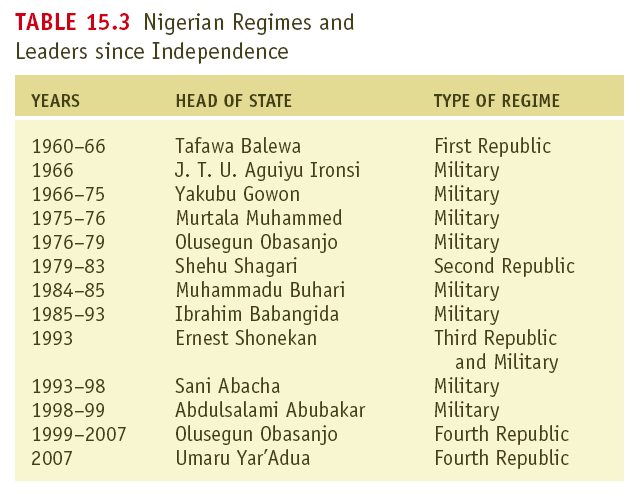 TABLE 15.3 Nigerian Regimes and
Leaders since Independence
YEARS HEAD OF STATE TYPE OF REGIME
1960–66 Tafawa Balewa First Republic
1966 J. T. U. Aguiyu Ironsi Military
1966–75 Yakubu Gowon Military
1975–76 Murtala Muhammed Military
1976–79 Olusegun Obasanjo Military
1979–83 Shehu Shagari Second Republic
1984–85 Muhammadu Buhari Military
1985–93 Ibrahim Babangida Military
1993 Ernest Shonekan Third Republic
and Military
1993–98 Sani Abacha Military
1998–99 Abdulsalami Abubakar Military
1999–2007 Olusegun Obasanjo Fourth Republic
2007 Umaru Yar’Adua Fourth Republic